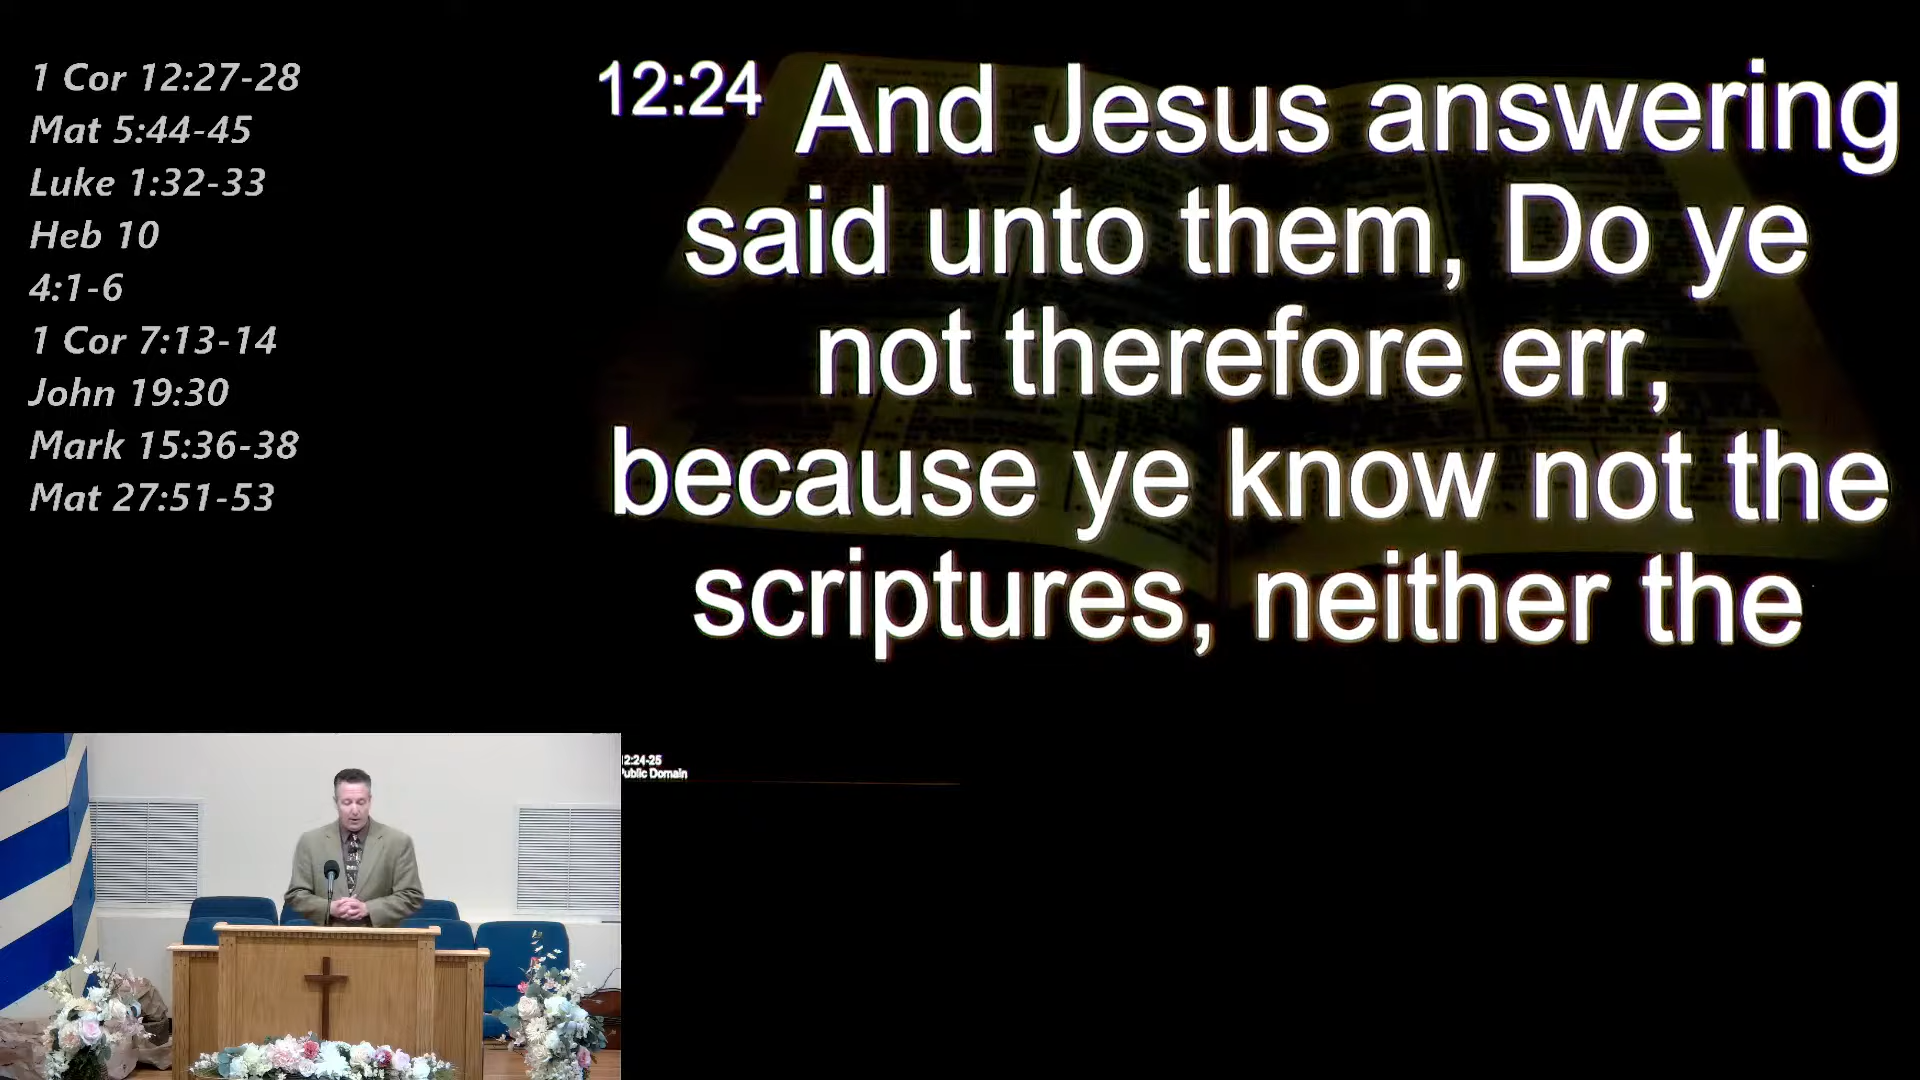 1 Cor 12:27-28
Mat 5:44-45
Luke 1:32-33
Heb 10
4:1-6
1 Cor 7:13-14
John 19:30
Mark 15:36-38
Mat 27:51-53
12:24 And Jesus answering
said unto them, Do ye
not therefore err,
because ye know not the
scriptures, neither the
2:24-25
Public Domain